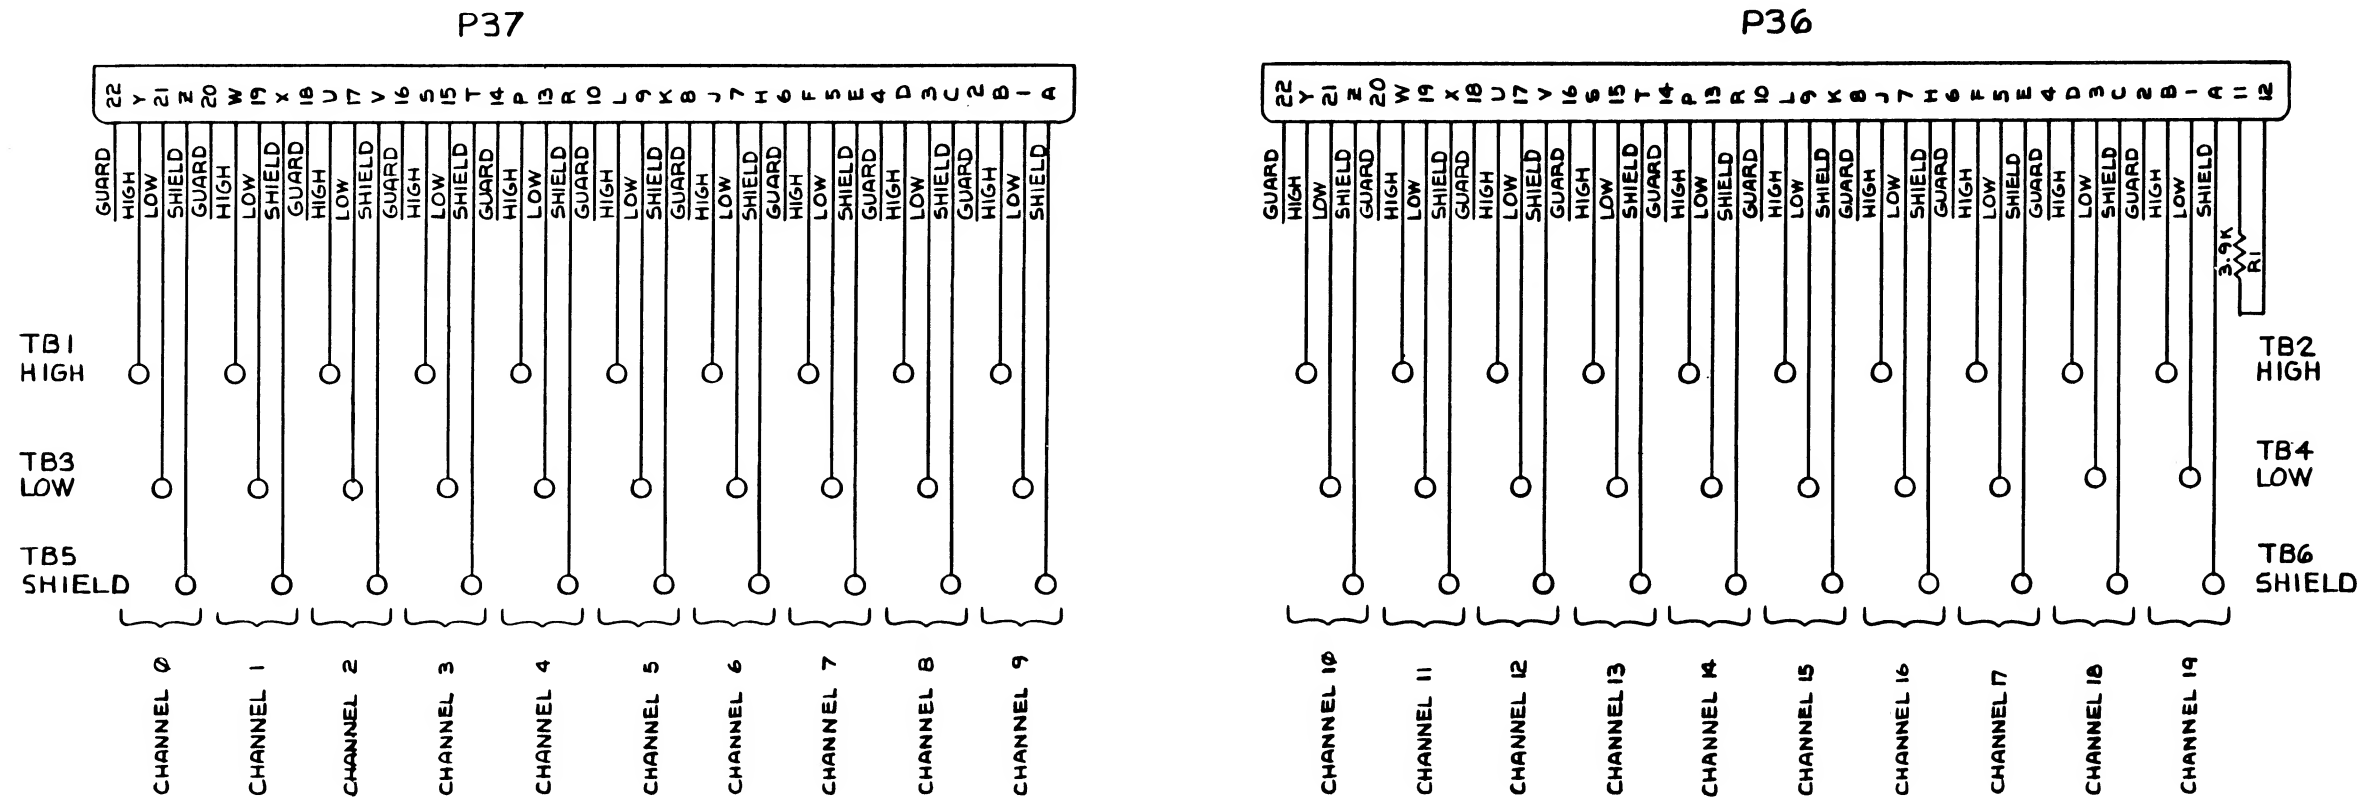 P37
P36
22 Y 21 Z 20 W 19 X 18 U 17 V 16 S 15 T 14 P 13 R 10 L 9 K 8 J 7 H 6 F 5 E 4 D 3 C 2 B 1 A
22 Y 21 Z 20 W 19 X 18 U 17 V 16 S 15 T 14 P 13 R 10 L 9 K 8 J 7 H 6 F 5 E 4 D 3 C 2 B 1 A 11 12
GUARD HIGH LOW SHIELD GUARD HIGH LOW SHIELD GUARD HIGH LOW SHIELD GUARD HIGH LOW SHIELD GUARD HIGH LOW SHIELD GUARD HIGH LOW SHIELD GUARD HIGH LOW SHIELD GUARD HIGH LOW SHIELD GUARD HIGH LOW SHIELD GUARD HIGH LOW SHIELD
GUARD HIGH LOW SHIELD GUARD HIGH LOW SHIELD GUARD HIGH LOW SHIELD GUARD HIGH LOW SHIELD GUARD HIGH LOW SHIELD GUARD HIGH LOW SHIELD GUARD HIGH LOW SHIELD GUARD HIGH LOW SHIELD GUARD HIGH LOW SHIELD GUARD HIGH LOW SHIELD
3.9K
R1
TB1
HIGH
TB2
HIGH
TB3
LOW
TB4
LOW
TB5
SHIELD
TB6
SHIELD
CHANNEL 0
CHANNEL 1
CHANNEL 2
CHANNEL 3
CHANNEL 4
CHANNEL 5
CHANNEL 6
CHANNEL 7
CHANNEL 8
CHANNEL 9
CHANNEL 10
CHANNEL 11
CHANNEL 12
CHANNEL 13
CHANNEL 14
CHANNEL 15
CHANNEL 16
CHANNEL 17
CHANNEL 18
CHANNEL 19